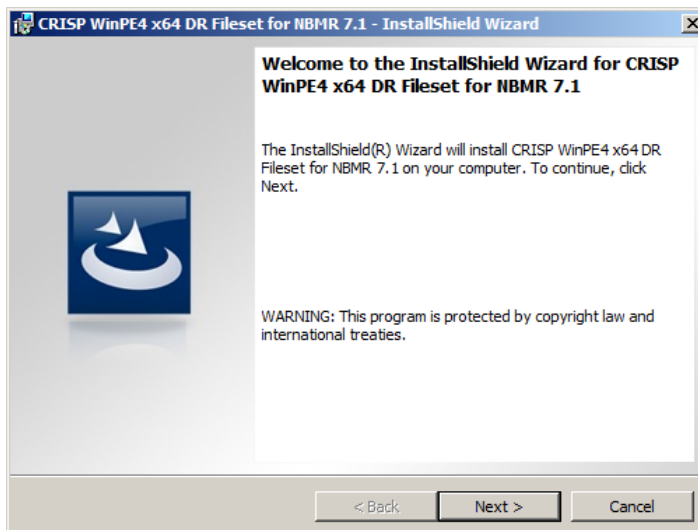 CRISP WinPE4 x64 DR Fileset for NBMR 7.1 - InstallShield Wizard
Welcome to the InstallShield Wizard for CRISP
WinPE4 x64 DR Fileset for NBMR 7.1
The InstallShield(R) Wizard will install CRISP WinPE4 x64 DR
Fileset for NBMR 7.1 on your computer. To continue, click
Next.
WARNING: This program is protected by copyright law and
international treaties.
< Back
Next >
Cancel